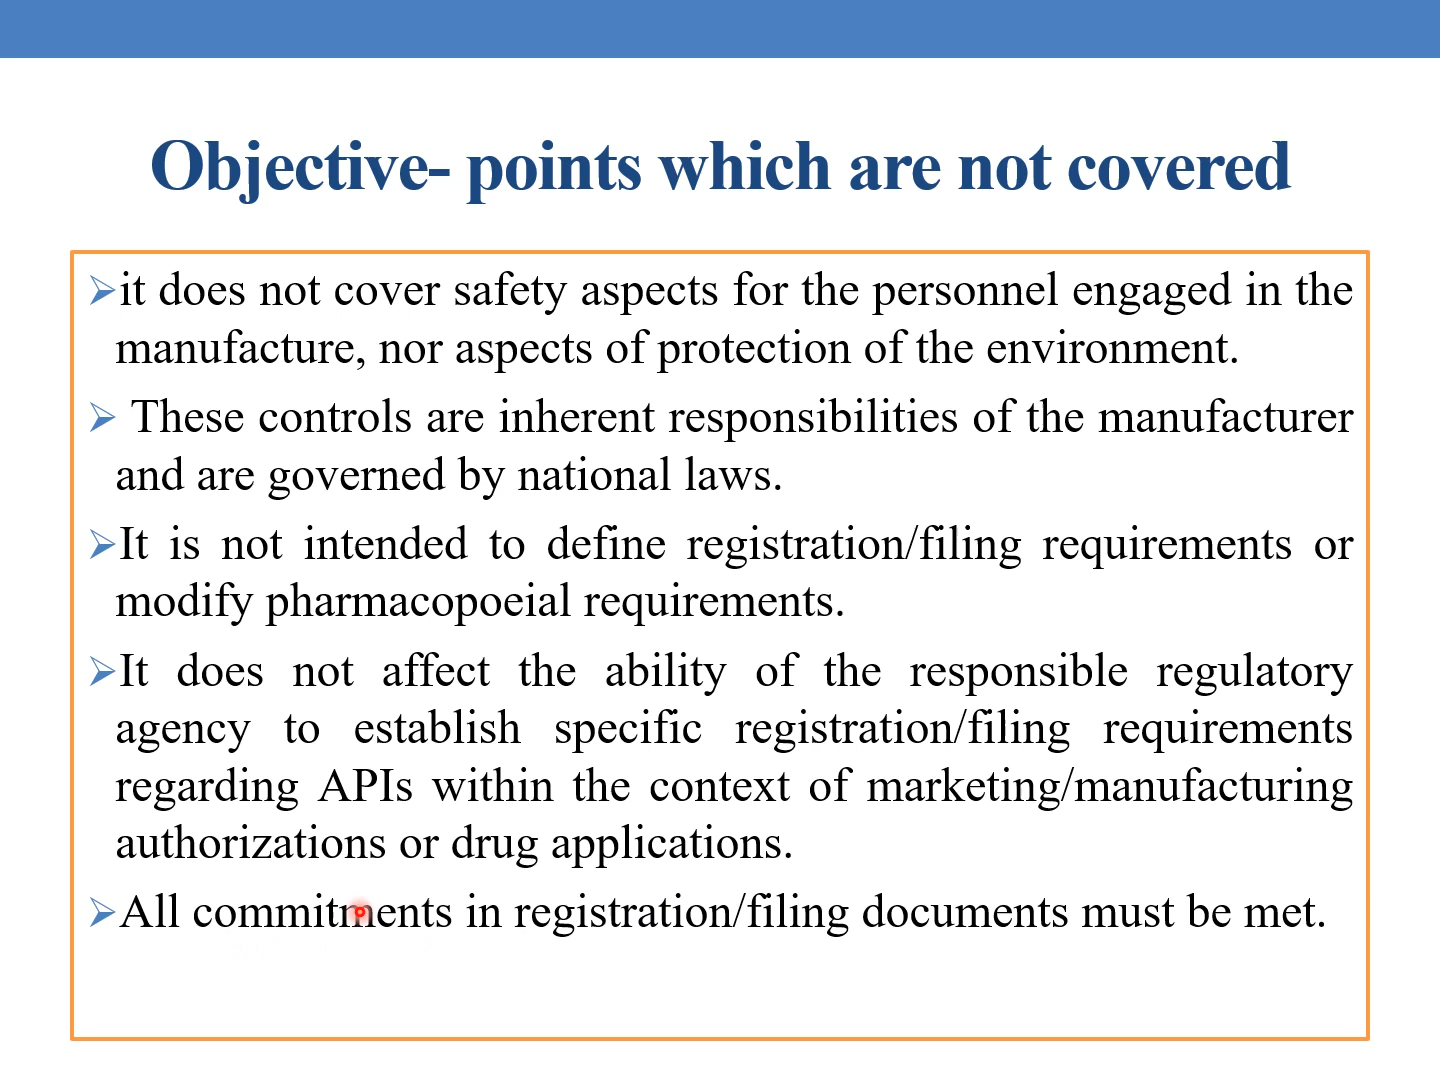 Objective- points which are not covered
➢it does not cover safety aspects for the personnel engaged in the
manufacture, nor aspects of protection of the environment.
➢ These controls are inherent responsibilities of the manufacturer
and are governed by national laws.
➢It is not intended to define registration/filing requirements or
modify pharmacopoeial requirements.
➢It does not affect the ability of the responsible regulatory
agency to establish specific registration/filing requirements
regarding APIs within the context of marketing/manufacturing
authorizations or drug applications.
➢All commitments in registration/filing documents must be met.